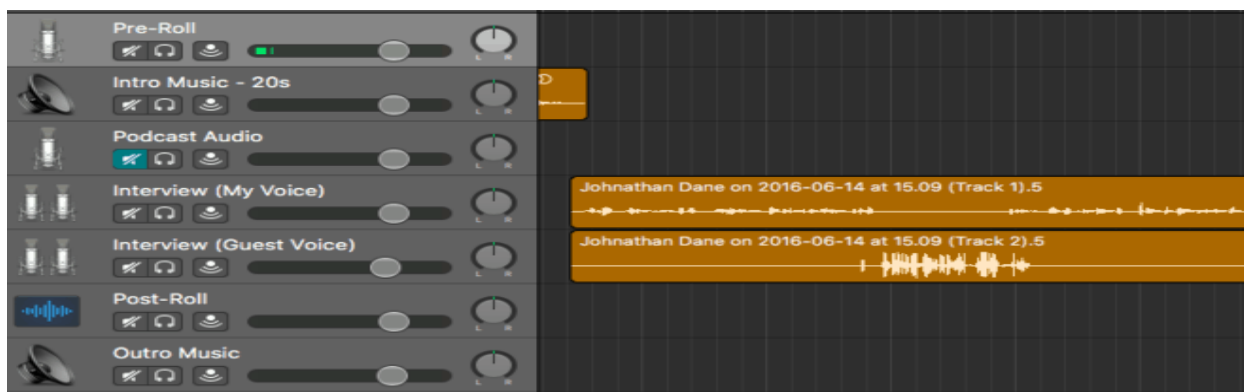 Pre-Roll
Intro Music - 20s
Podcast Audio
Interview (My Voice)
Johnathan Dane on 2016-06-14 at 15.09 (Track 1).5
Interview (Guest Voice)
Johnathan Dane on 2016-06-14 at 15.09 (Track 2).5
Post-Roll
Outro Music